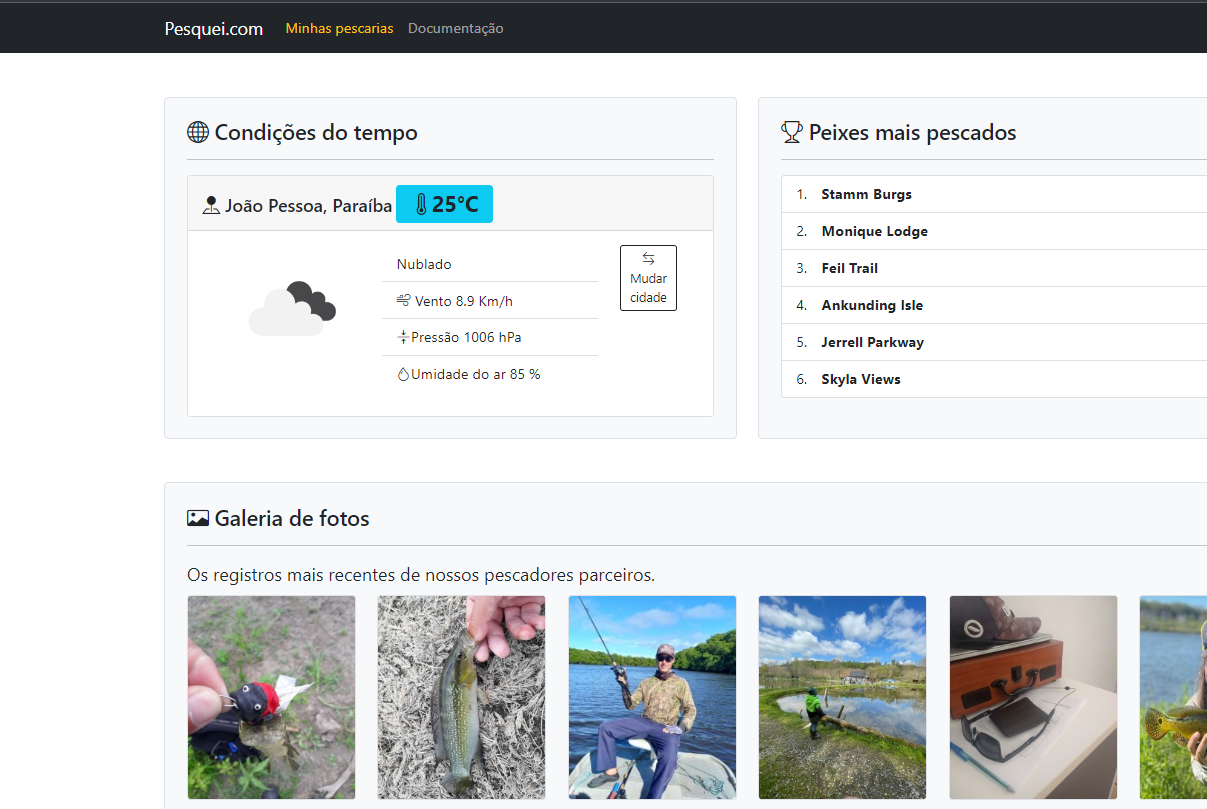 Pesquei.com Minhas pescarias Documentação
Condições do tempo
João Pessoa, Paraíba 25°C
Nublado
Vento 8.9 Km/h
Pressão 1006 hPa
Umidade do ar 85 %
Mudar
cidade
Peixes mais pescados
1. Stamm Burgs
2. Monique Lodge
3. Feil Trail
4. Ankunding Isle
5. Jerrell Parkway
6. Skyla Views
Galeria de fotos
Os registros mais recentes de nossos pescadores parceiros.